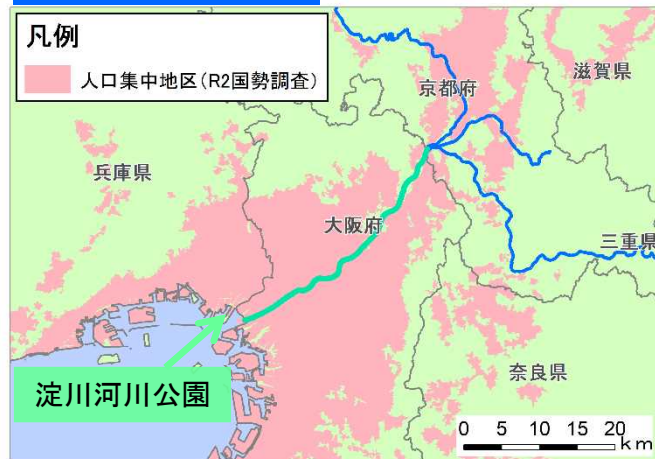 凡例
人口集中地区(R2国勢調査)
滋賀県
京都府
兵庫県
大阪府
三重県
淀川河川公園
奈良県
0 5 10 15 20
km